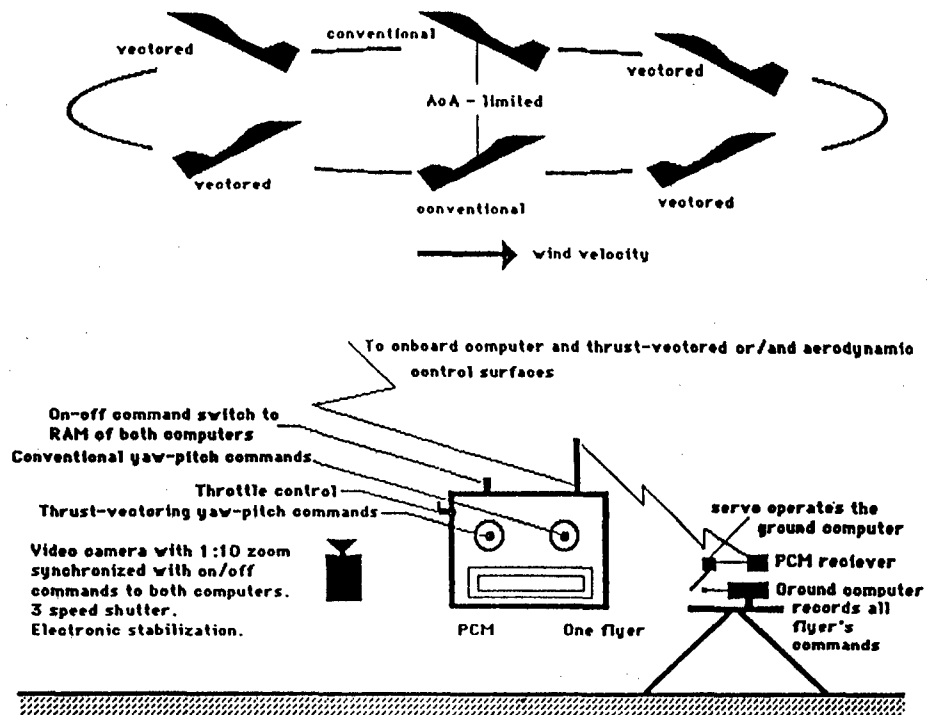 vectored
conventional
vectored
AoA - limited
vectored
conventional
vectored
wind velocity
To onboard computer and thrust-vectored or/and aerodynamic
control surfaces
On-off command switch to
RAM of both computers
Conventional yaw-pitch commands
Throttle control
Thrust-vectoring yaw-pitch commands
Video camera with 1:10 zoom
synchronized with on/off
commands to both computers.
3 speed shutter.
Electronic stabilization.
PCM
One flyer
servo operate's the
ground computer
PCM reciever
Ground computer
records all
flyer's
commands